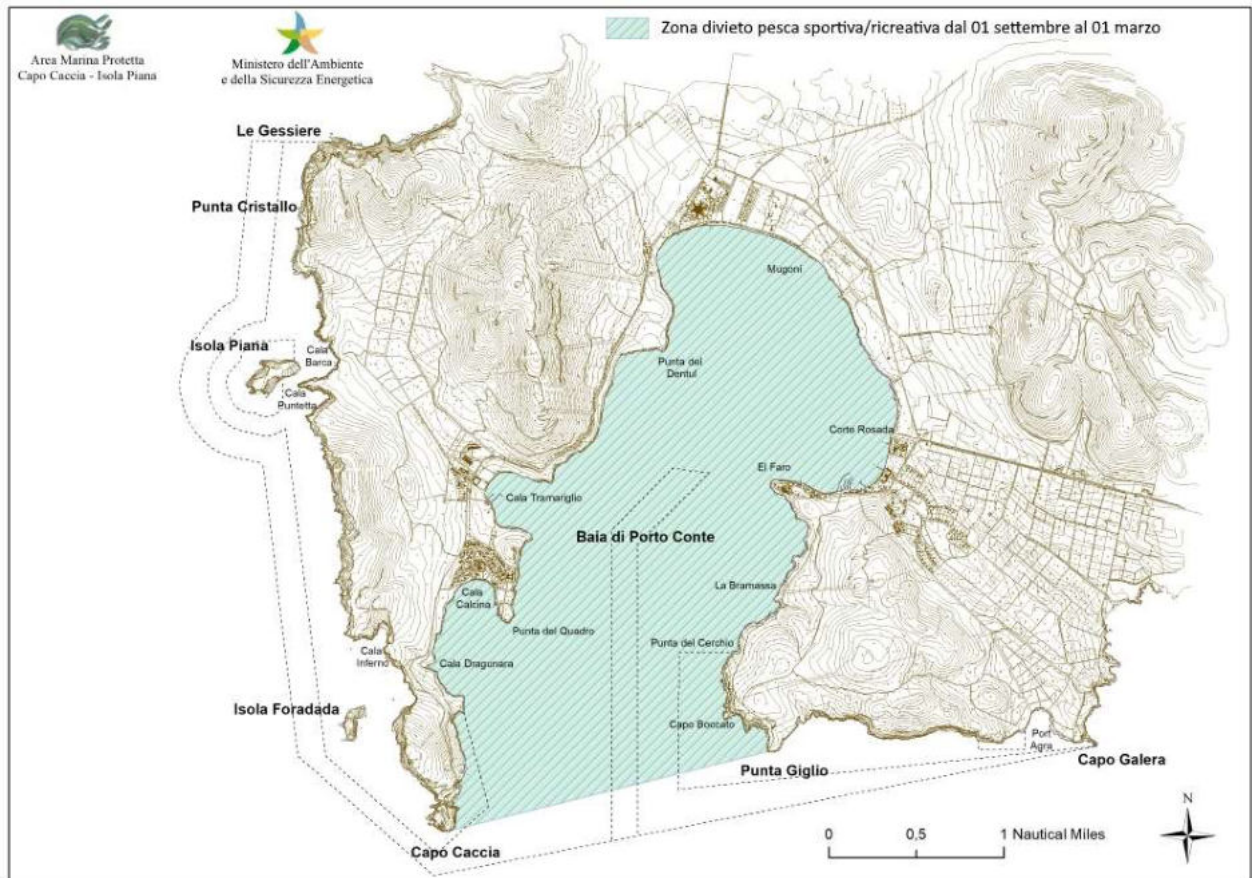 Zona divieto pesca sportiva/ricreativa dal 01 settembre al 01 marzo
Area Marina Protetta
Capo Caccia - Isola Piana
Ministero dell'Ambiente
e della Sicurezza Energetica
Le Gessiere
Punta Cristallo
Mugoni
Isola Piana
Cala
Barca
Cala
Puntetta
Punta del
Dentul
Corte Rosada
El Faro
Cala Tramariglio
Baia di Porto Conte
La Bramassa
Cala
Calcina
Punta del Quadro
Punta del Cerchio
Cala
Inferno
Cala Dragunara
Isola Foradada
Capo Boccato
Port
Agra
Punta Giglio
Capo Galera
Capo Caccia
N
0 0,5 1 Nautical Miles